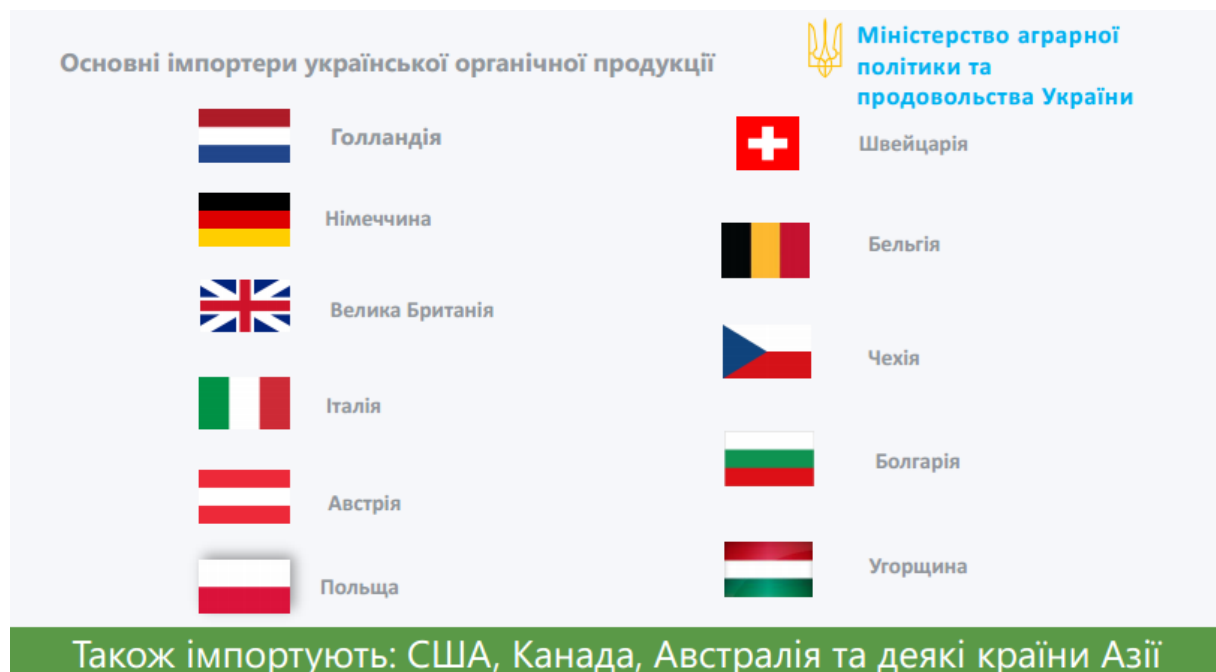 Основні імпортери української органічної продукції
Міністерство аграрної
політики та
продовольства України
Голландія
Німеччина
Велика Британія
Італія
Австрія
Польща
Швейцарія
Бельгія
Чехія
Болгарія
Угорщина
Також імпортують: США, Канада, Австралія та деякі країни Азії